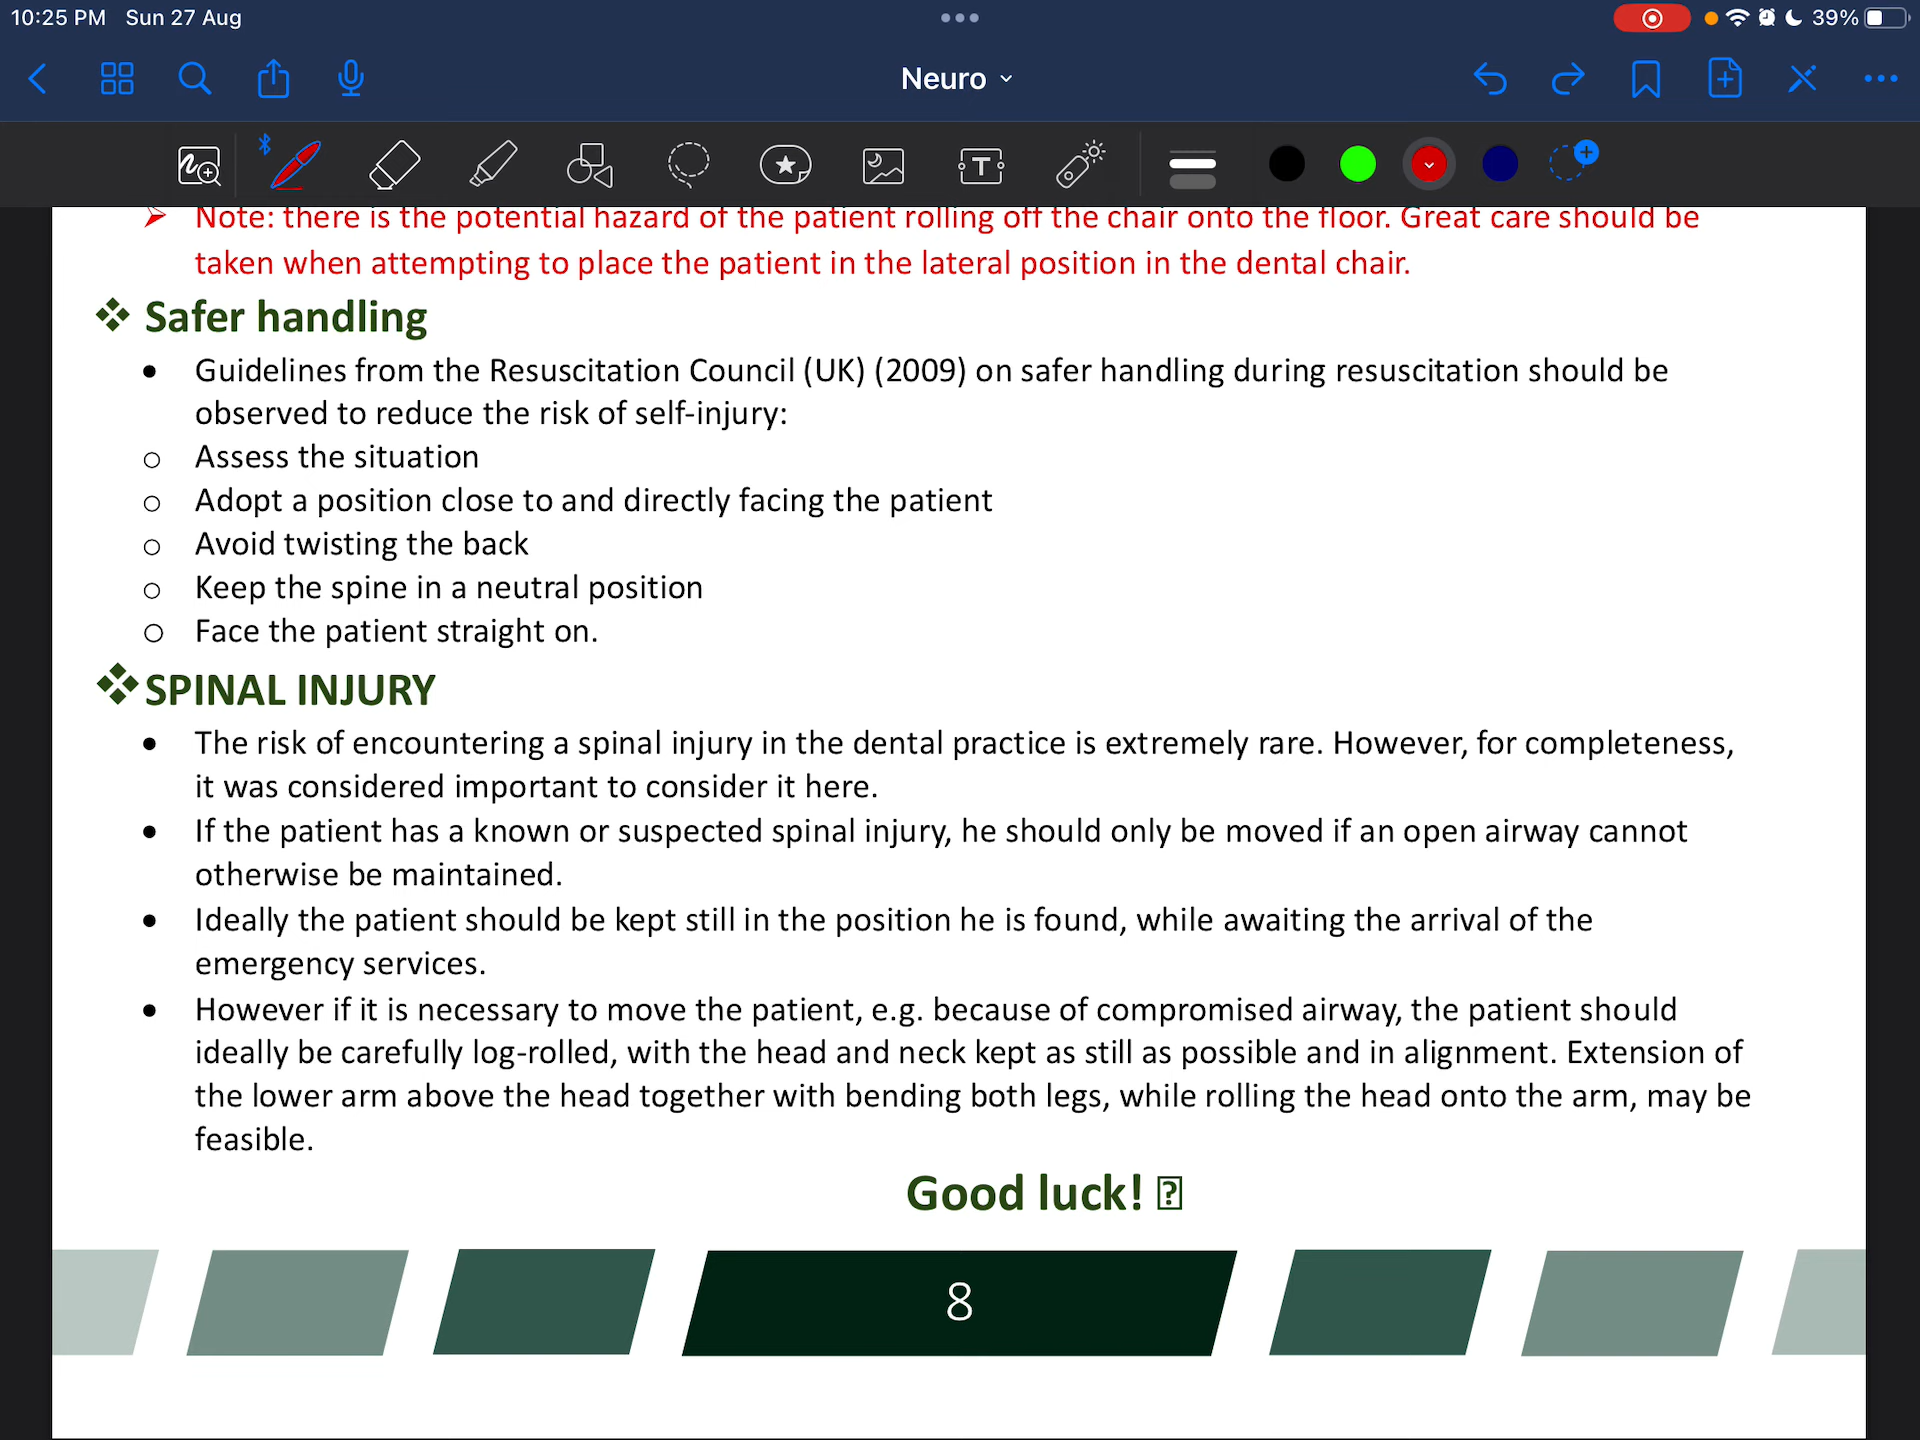 10:25 PM Sun 27 Aug
39%
Neuro
T
Note: there is the potential hazard of the patient rolling off the chair onto the floor. Great care should be
taken when attempting to place the patient in the lateral position in the dental chair.
Safer handling
Guidelines from the Resuscitation Council (UK) (2009) on safer handling during resuscitation should be
observed to reduce the risk of self-injury:
Assess the situation
Adopt a position close to and directly facing the patient
Avoid twisting the back
Keep the spine in a neutral position
Face the patient straight on.
SPINAL INJURY
The risk of encountering a spinal injury in the dental practice is extremely rare. However, for completeness,
it was considered important to consider it here.
If the patient has a known or suspected spinal injury, he should only be moved if an open airway cannot
otherwise be maintained.
Ideally the patient should be kept still in the position he is found, while awaiting the arrival of the
emergency services.
However if it is necessary to move the patient, e.g. because of compromised airway, the patient should
ideally be carefully log-rolled, with the head and neck kept as still as possible and in alignment. Extension of
the lower arm above the head together with bending both legs, while rolling the head onto the arm, may be
feasible.
Good luck! ?
8